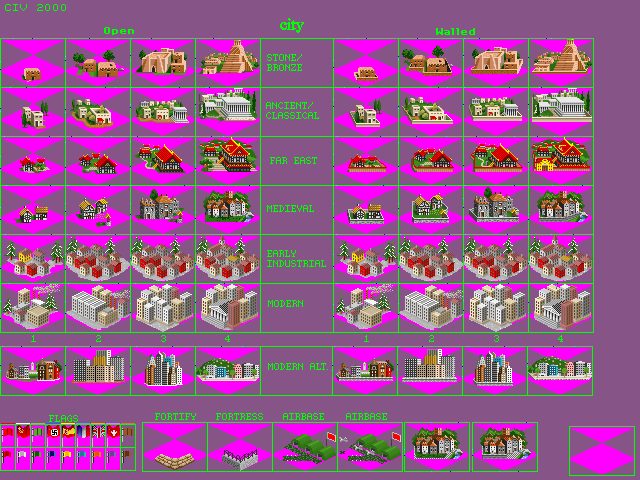 CIV 2000
city
Open
Walled
STONE/
BRONZE
ANCIENT/
CLASSICAL
FAR EAST
MEDIEVAL
EARLY
INDUSTRIAL
MODERN
1 2 3 4 1 2 3 4
MODERN ALT.
FLAGS
FORTIFY FORTRESS AIRBASE AIRBASE